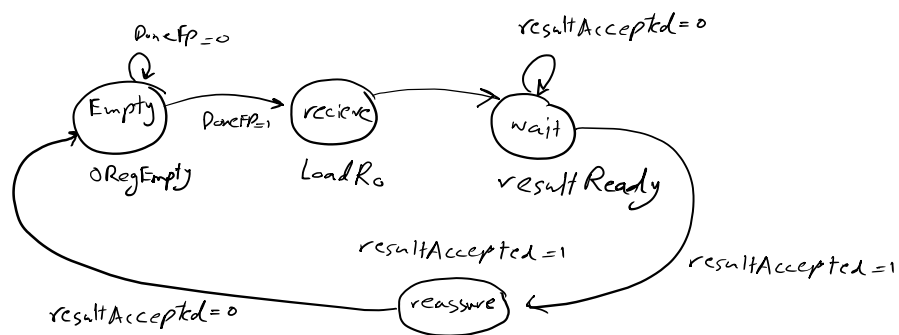 DoneFP=0
resultAccepted=0
Empty
DoneFP=1
recieve
wait
ORegEmpty
LoadRo
resultReady
resultAccepted=1
resultAccepted=1
reassure
resultAccepted=0